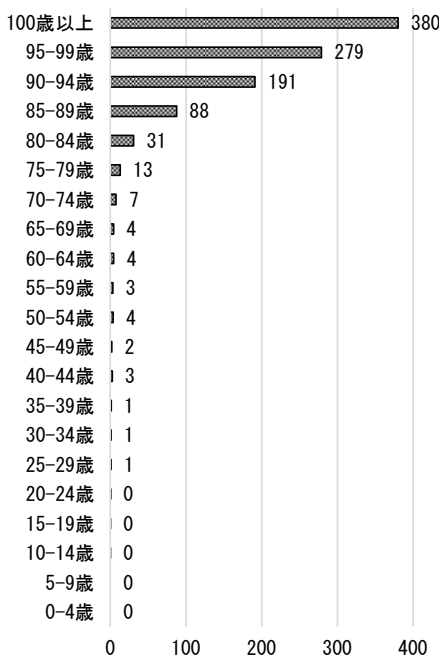 100歳以上 380
95-99歳 279
90-94歳 191
85-89歳 88
80-84歳 31
75-79歳 13
70-74歳 7
65-69歳 4
60-64歳 4
55-59歳 3
50-54歳 4
45-49歳 2
40-44歳 3
35-39歳 1
30-34歳 1
25-29歳 1
20-24歳 0
15-19歳 0
10-14歳 0
5-9歳 0
0-4歳 0
0 100 200 300 400